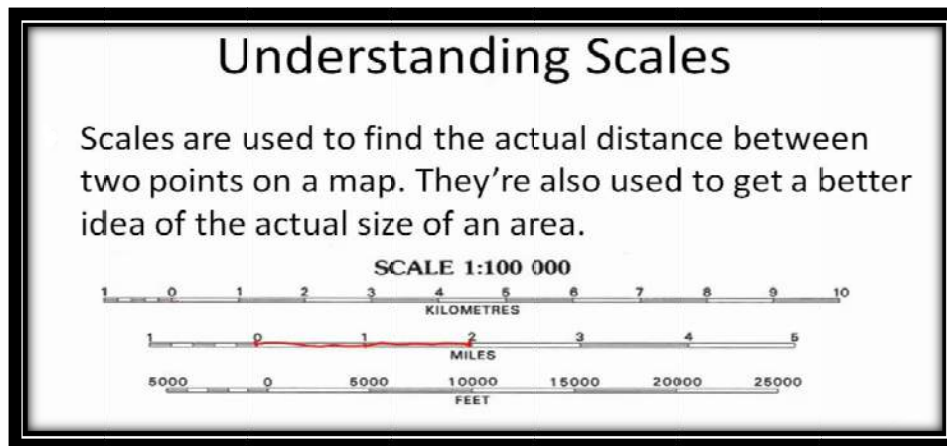 Understanding Scales
Scales are used to find the actual distance between
two points on a map. They're also used to get a better
idea of the actual size of an area.
SCALE 1:100 000
1 0 1 2 3 4 5 6 7 8 9 10
KILOMETRES
1 0 1 2 3 4 5
MILES
5000 0 5000 10000 15000 20000 25000
FEET